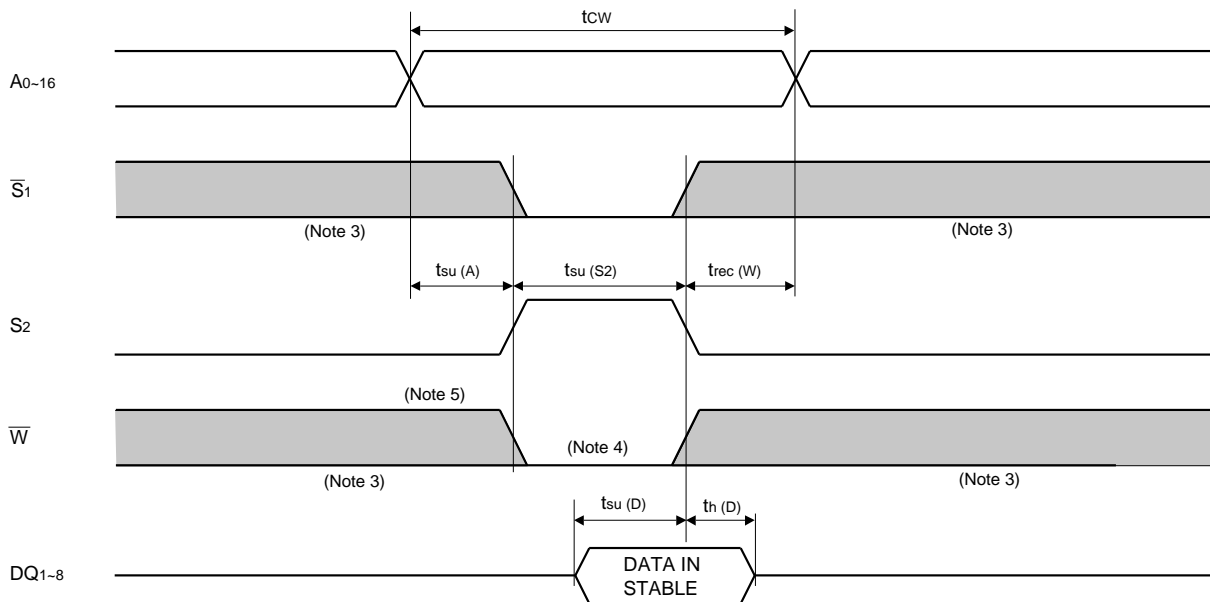 tCW
A0~16
S1
(Note 3) (Note 3)
tsu (A) tsu (S2) trec (W)
S2
(Note 5)
W
(Note 4)
(Note 3) (Note 3)
tsu (D) th (D)
DQ1~8
DATA IN
STABLE